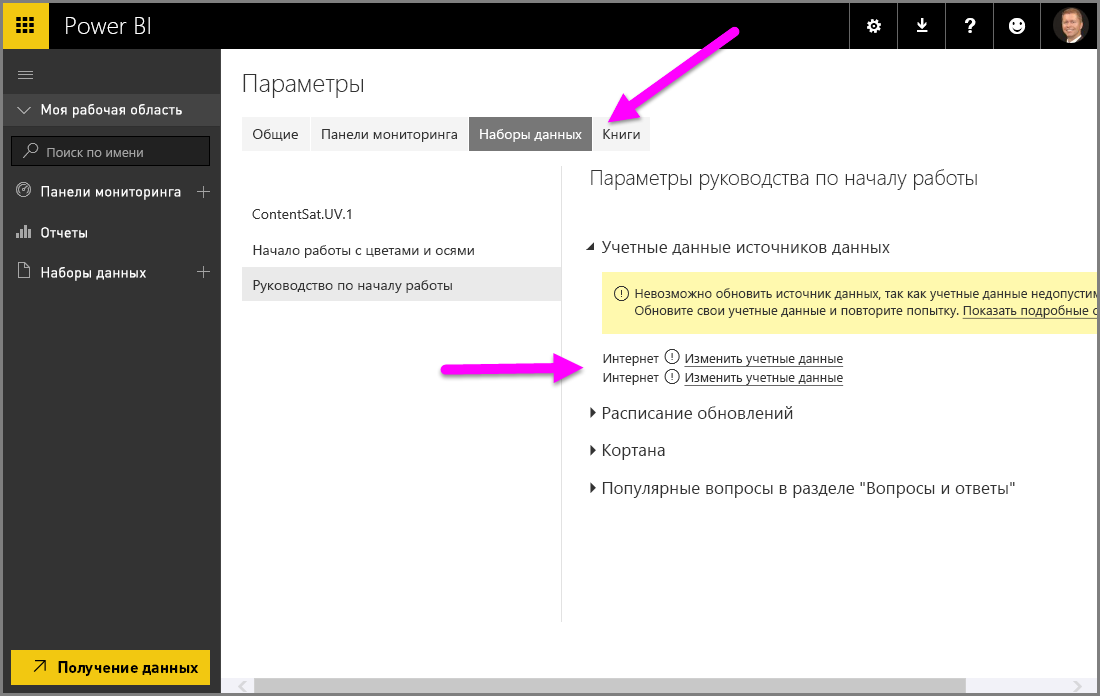 Power BI
?
Моя рабочая область
Поиск по имени
Панели мониторинга
Отчеты
Наборы данных
Получение данных
Параметры
Общие Панели мониторинга Наборы данных Книги
ContentSat.UV.1
Начало работы с цветами и осями
Руководство по началу работы
Параметры руководства по началу работы
Учетные данные источников данных
Невозможно обновить источник данных, так как учетные данные недопустим
Обновите свои учетные данные и повторите попытку. Показать подробные с
Интернет Изменить учетные данные
Интернет Изменить учетные данные
Расписание обновлений
Кортана
Популярные вопросы в разделе "Вопросы и ответы"